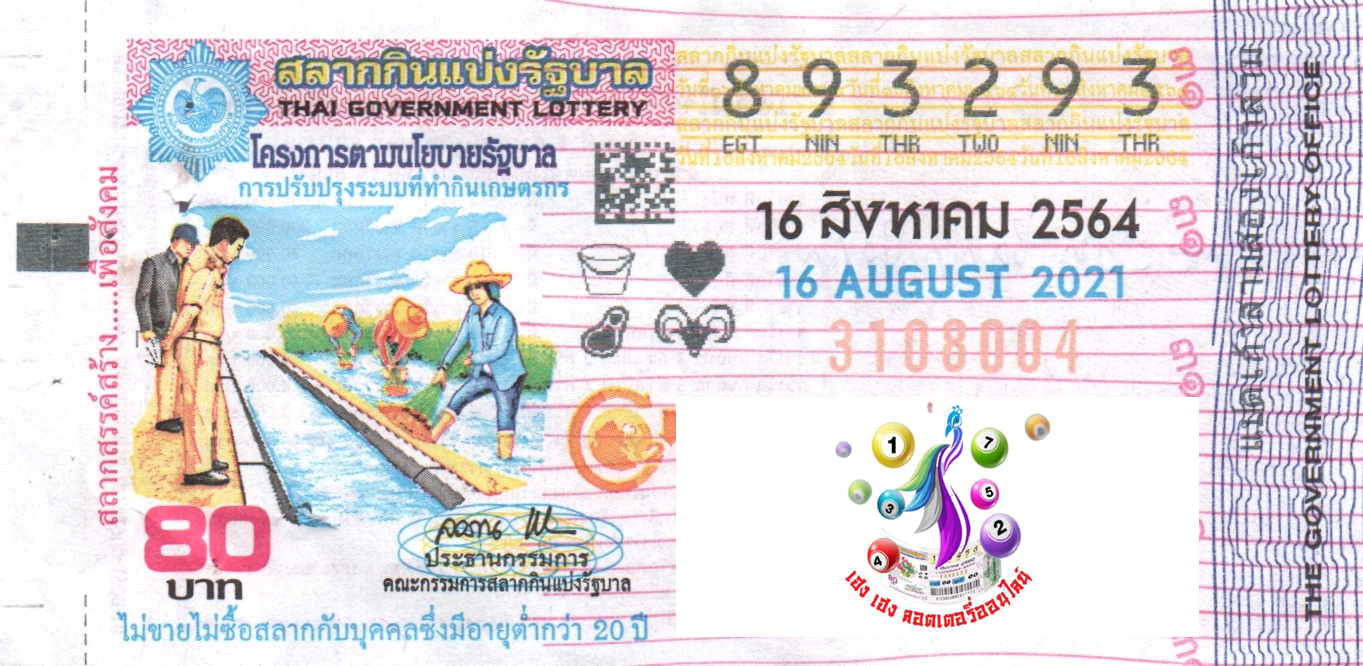 สลากกินแบ่งรัฐบาล
THAI GOVERNMENT LOTTERY
โครงการตามนโยบายรัฐบาล
การปรับปรุงระบบที่ทำกินเกษตรกร
สลากสรรค์สร้าง.....เพื่อสังคม
80
บาท
ประธานกรรมการ
คณะกรรมการสลากกินแบ่งรัฐบาล
ไม่ขายไม่ซื้อสลากกับบุคคลซึ่งมีอายุต่ำกว่า 20 ปี
8 9 3 2 9 3
EGT NIN THR TWO NIN THR
16 สิงหาคม 2564
16 AUGUST 2021
3108004
1
7
3
5
2
4
เฮง เฮง ลอตเตอรี่ออนไลน์
แปดเก้าสามสองเก้าสาม
THE GOVERNMENT LOTTERY OFFICE